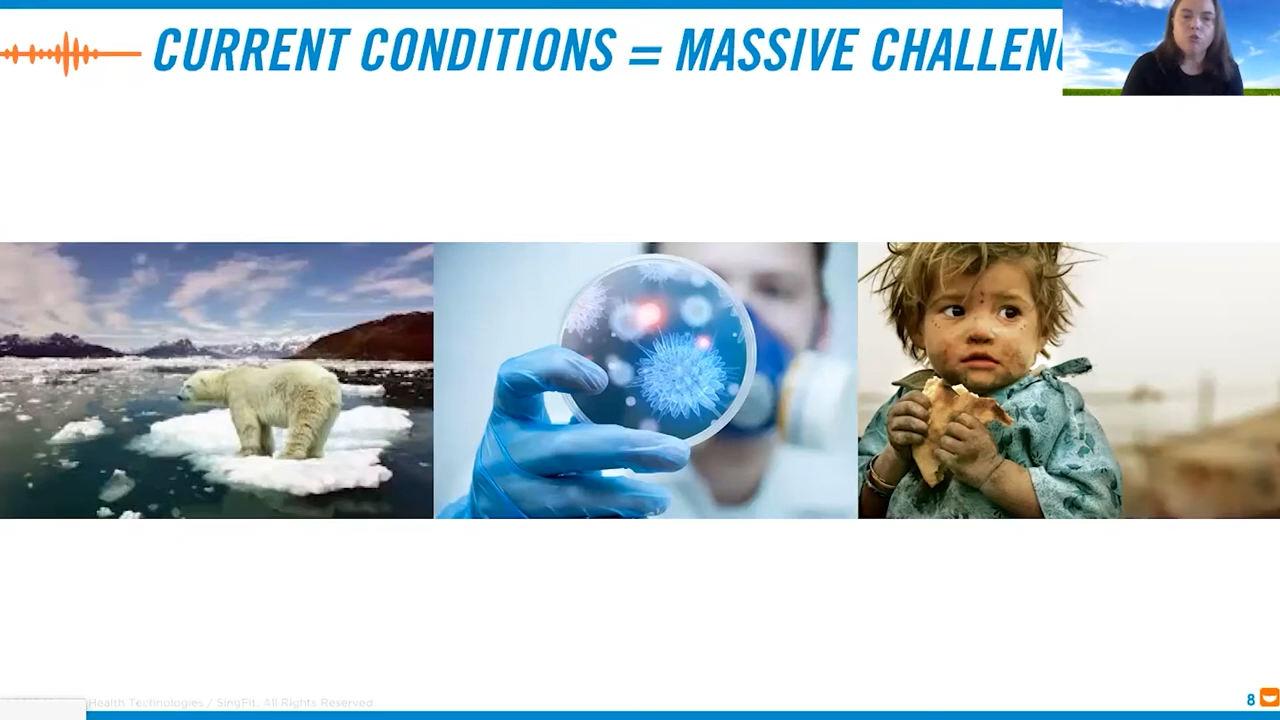 CURRENT CONDITIONS = MASSIVE CHALLEN
Health Technologies / SingFit. All Rights Reserved.
8